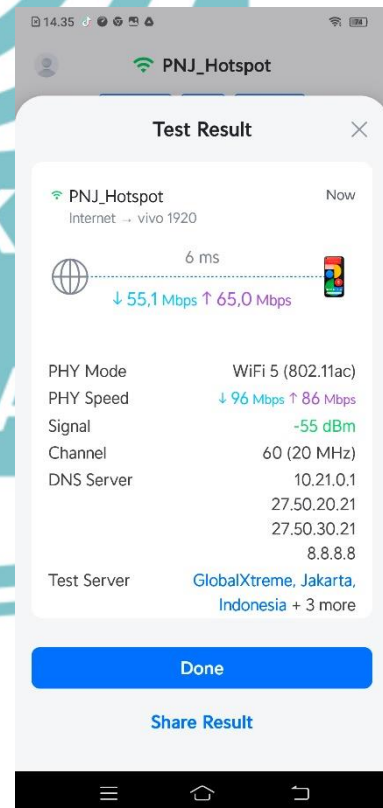 14.35
PNJ_Hotspot
Test Result
PNJ_Hotspot Now
Internet → vivo 1920
6 ms
↓ 55,1 Mbps ↑ 65,0 Mbps
PHY Mode WiFi 5 (802.11ac)
PHY Speed ↓ 96 Mbps ↑ 86 Mbps
Signal -55 dBm
Channel 60 (20 MHz)
DNS Server 10.21.0.1
27.50.20.21
27.50.30.21
8.8.8.8
Test Server GlobalXtreme, Jakarta,
Indonesia + 3 more
Done
Share Result